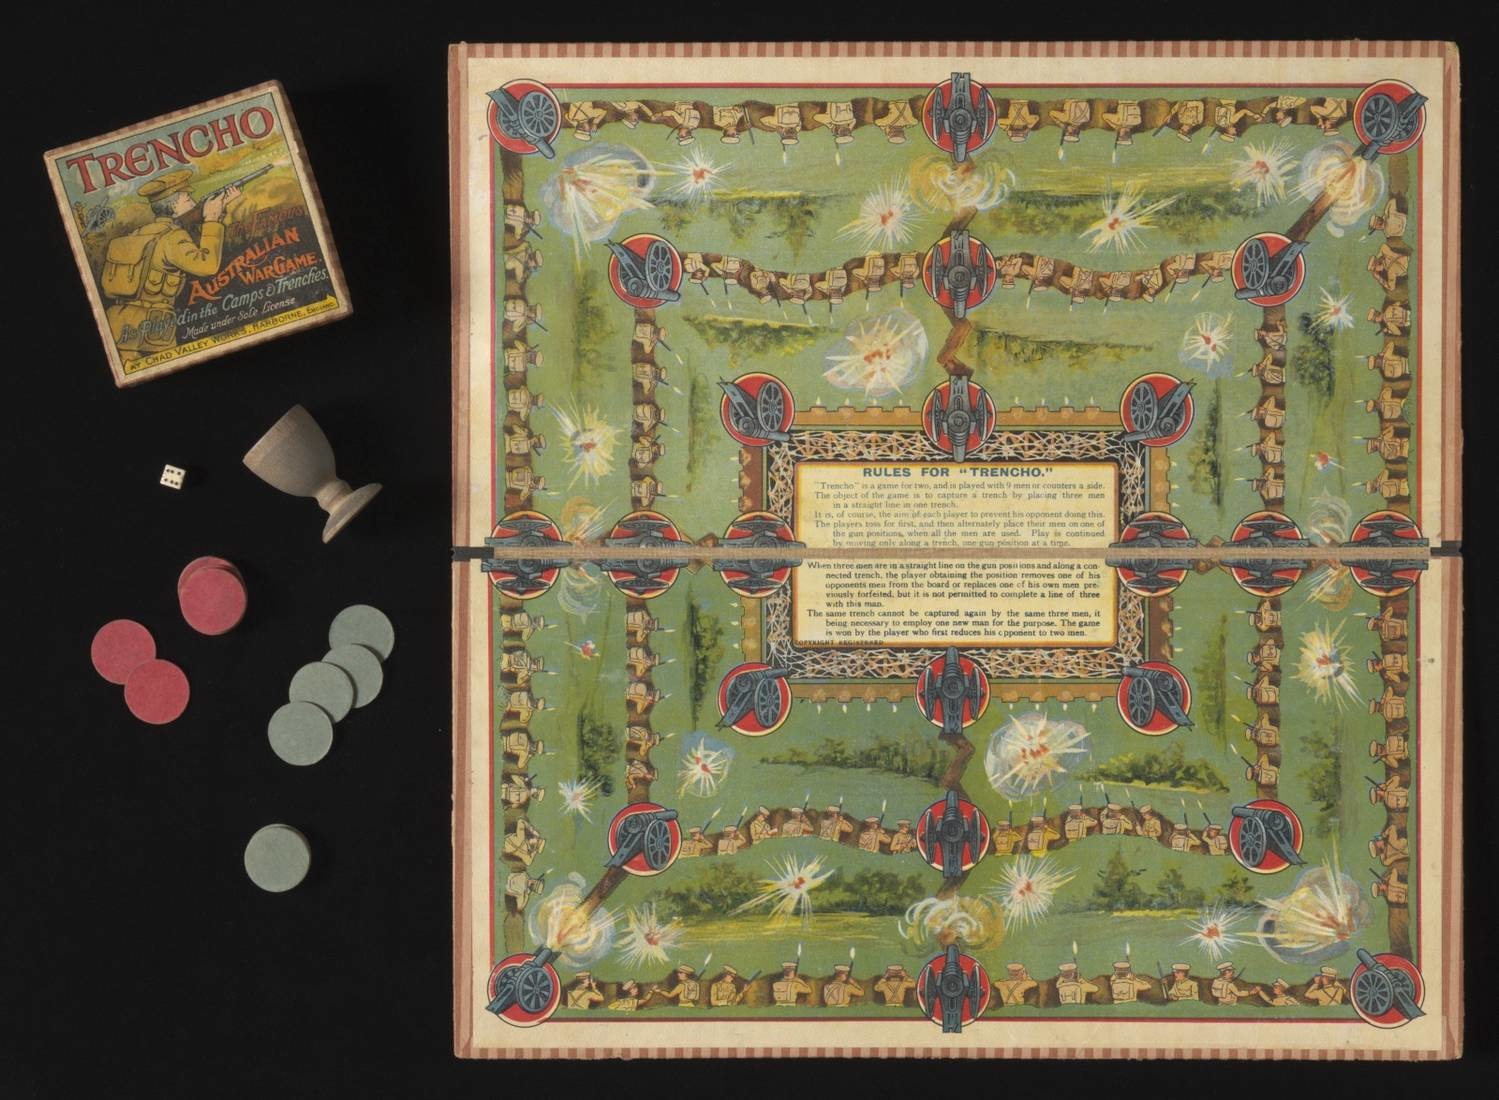 TRENCHO
The Famous
AUSTRALIAN
WAR GAME.
As Played in the Camps & Trenches.
Made under Sole License
BY CHAD VALLEY WORKS, HARBORNE, ENGLAND.
RULES FOR "TRENCHO."
"Trencho" is a game for two, and is played with 9 men or counters a side.
The object of the game is to capture a trench by placing three men
in a straight line in one trench.
It is, of course, the aim of each player to prevent his opponent doing this.
The players toss for first, and then alternately place their men on one of
the gun positions, when all the men are used. Play is continued
by moving only along a trench, one gun position at a time.
When three men are in a straight line on the gun positions and along a con-
nected trench, the player obtaining the position removes one of his
opponents men from the board or replaces one of his own men pre-
viously forfeited, but it is not permitted to complete a line of three
with this man.
The same trench cannot be captured again by the same three men, it
being necessary to employ one new man for the purpose. The game
is won by the player who first reduces his opponent to two men.
COPYRIGHT REGISTERED